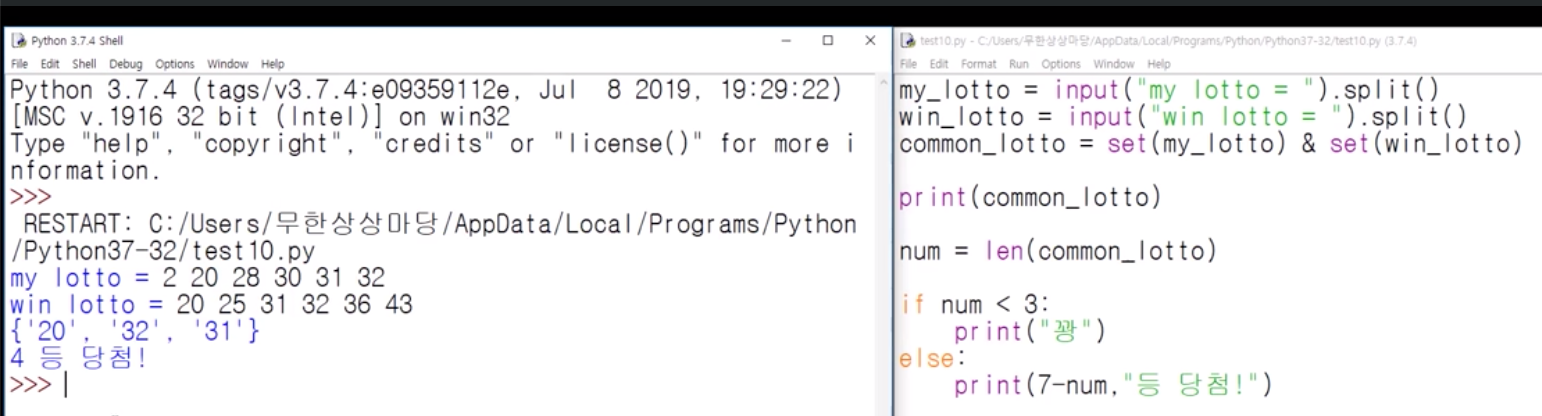 Python 3.7.4 Shell
File Edit Shell Debug Options Window Help
Python 3.7.4 (tags/v3.7.4:e09359112e, Jul  8 2019, 19:29:22)
[MSC v.1916 32 bit (Intel)] on win32
Type "help", "copyright", "credits" or "license()" for more i
nformation.
>>>
 RESTART: C:/Users/무한상상마당/AppData/Local/Programs/Python
/Python37-32/test10.py
my lotto = 2 20 28 30 31 32
win lotto = 20 25 31 32 36 43
{'20', '32', '31'}
4 등 당첨!
>>>
test10.py - C:/Users/무한상상마당/AppData/Local/Programs/Python/Python37-32/test10.py (3.7.4)
File Edit Format Run Options Window Help
my_lotto = input("my lotto = ").split()
win_lotto = input("win lotto = ").split()
common_lotto = set(my_lotto) & set(win_lotto)
print(common_lotto)
num = len(common_lotto)
if num < 3:
    print("꽝")
else:
    print(7-num,"등 당첨!")